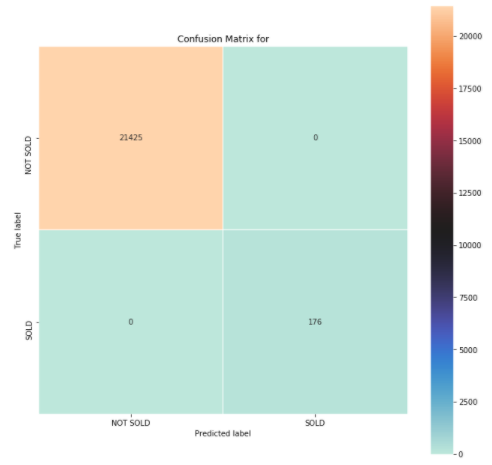 Confusion Matrix for
NOT SOLD
21425
0
SOLD
0
176
True label
NOT SOLD
SOLD
Predicted label
20000
17500
15000
12500
10000
7500
5000
2500
0